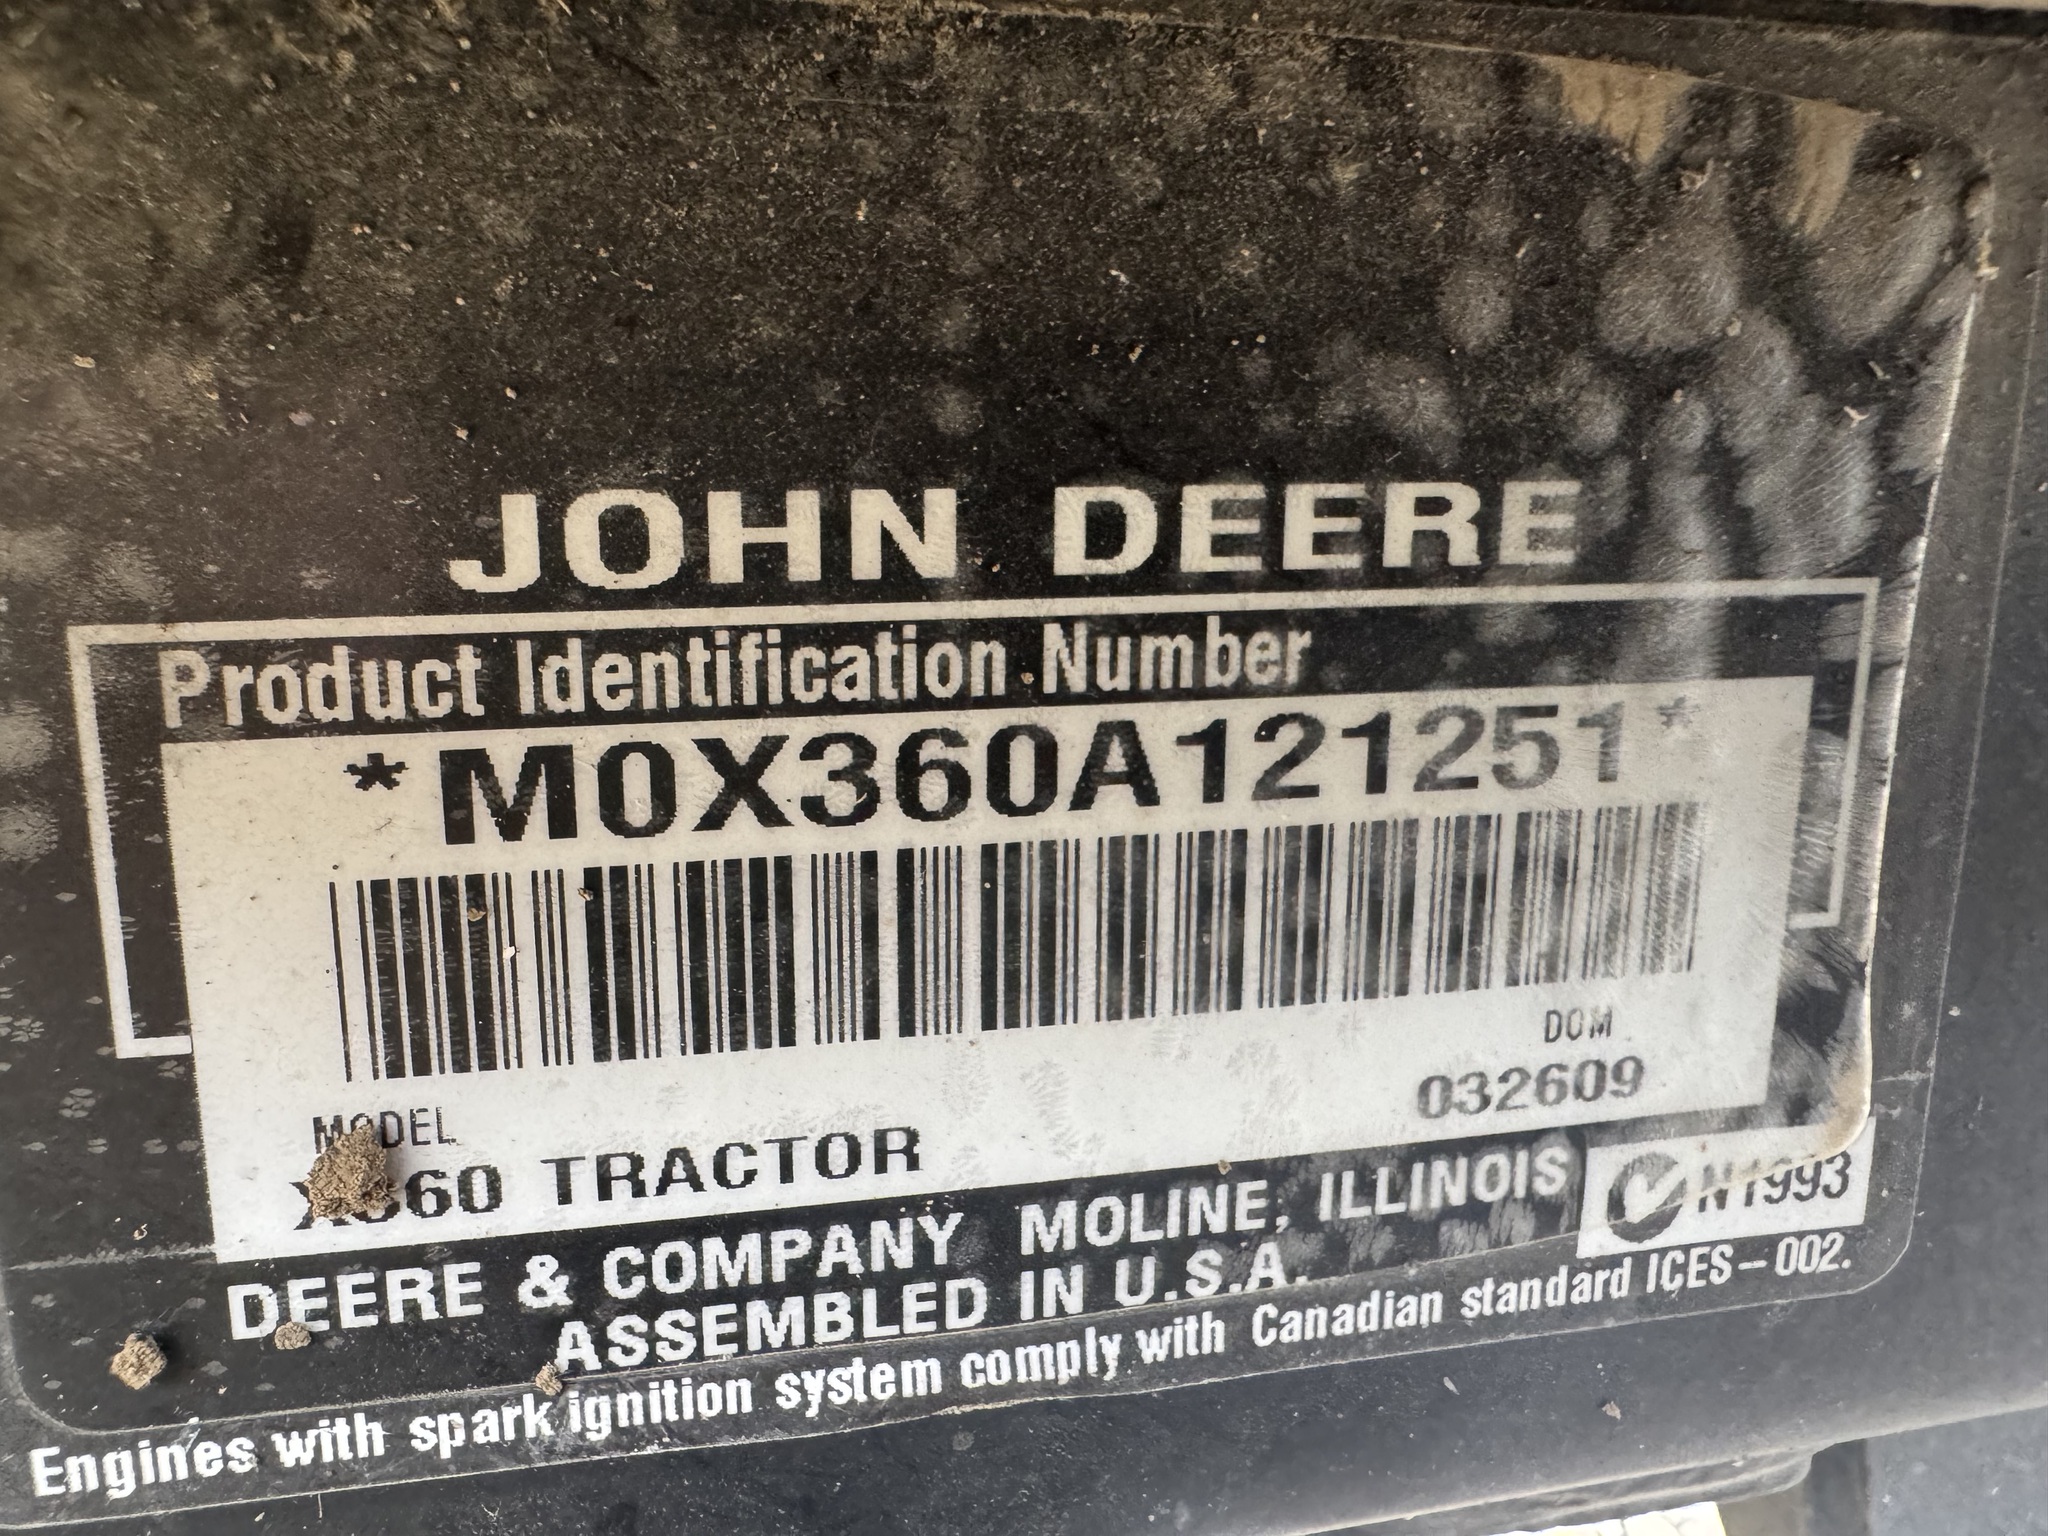 JOHN DEERE
Product Identification Number
*M0X360A121251*
DOM
032609
MODEL
X360 TRACTOR
DEERE & COMPANY MOLINE, ILLINOIS
ASSEMBLED IN U.S.A.
N1993
Engines with spark ignition system comply with Canadian standard ICES-002.